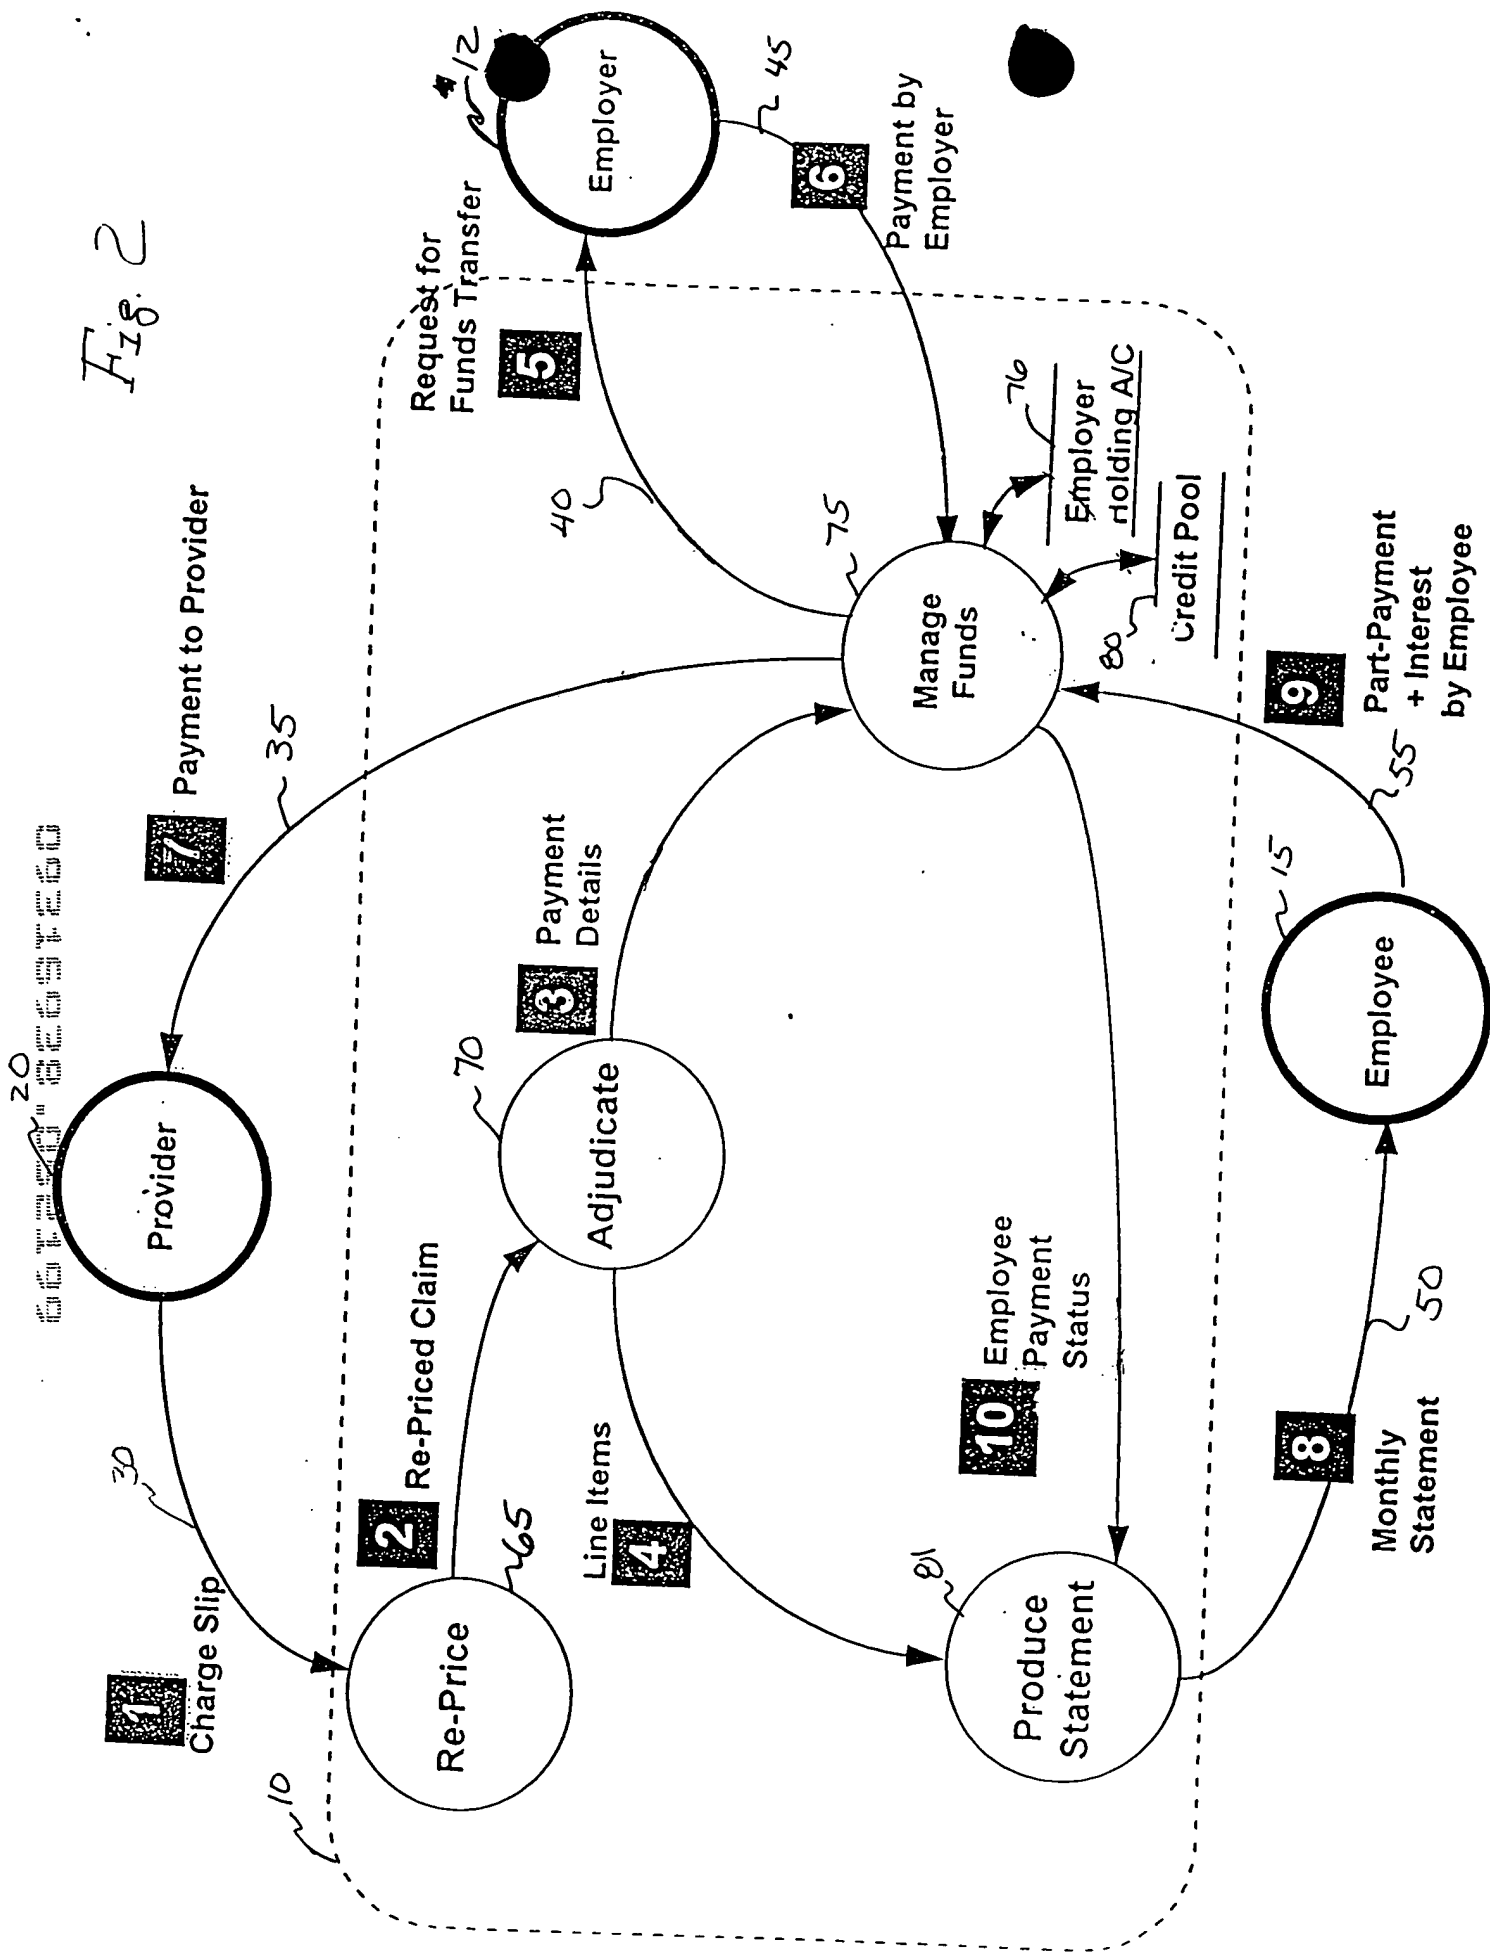 Fig. 2
20
Provider
1
Charge Slip
30
7
Payment to Provider
35
10
Re-Price
65
2
Re-Priced Claim
Adjudicate
70
3
Payment
Details
Line Items
4
5
Request for
Funds Transfer
40
Employer
12
45
6
Payment by
Employer
Manage
Funds
75
76
Employer
Holding A/C
80
Credit Pool
Produce
Statement
81
10
Employee
Payment
Status
8
Monthly
Statement
50
Employee
15
9
Part-Payment
+ Interest
by Employee
55